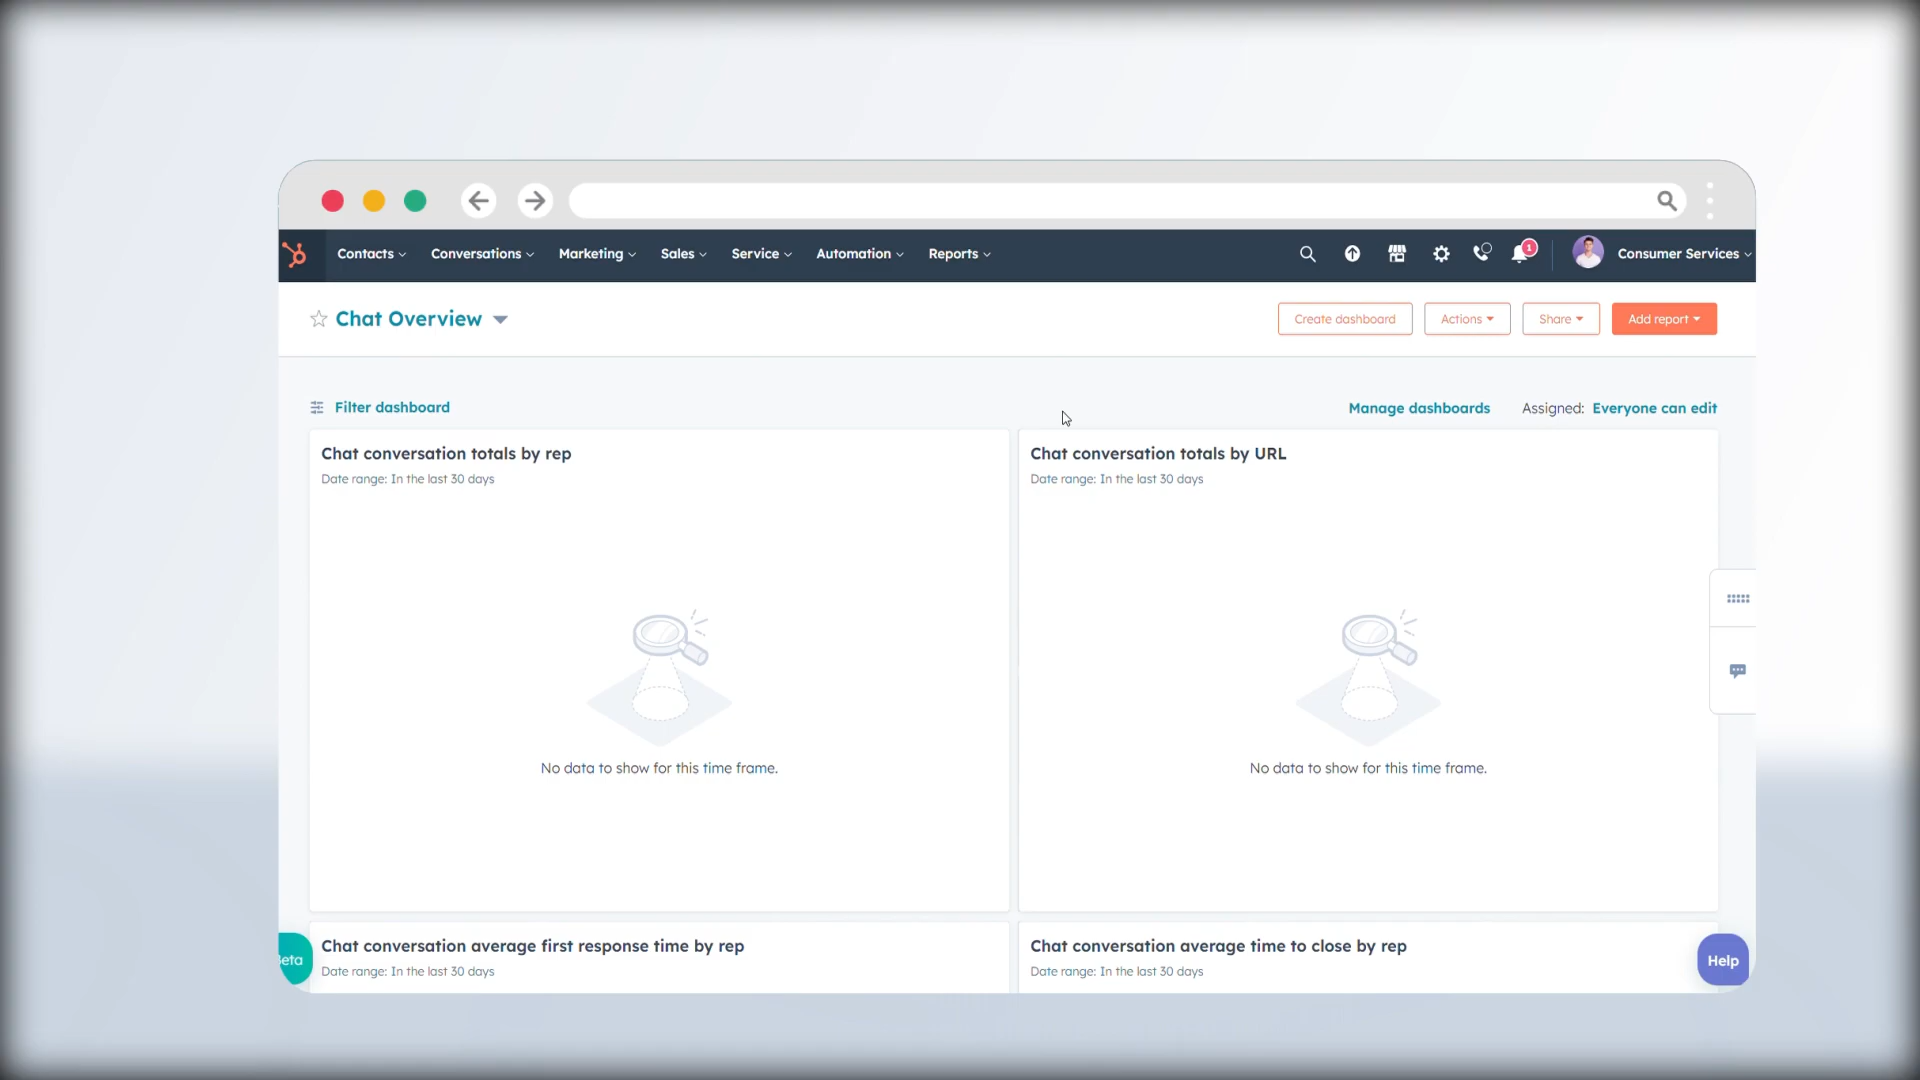 Contacts Conversations Marketing Sales Service Automation Reports 1 Consumer Services
Chat Overview Create dashboard Actions Share Add report
Filter dashboard Manage dashboards Assigned: Everyone can edit
Chat conversation totals by rep
Date range: In the last 30 days
No data to show for this time frame.
Chat conversation totals by URL
Date range: In the last 30 days
No data to show for this time frame.
Chat conversation average first response time by rep
Date range: In the last 30 days
Chat conversation average time to close by rep
Date range: In the last 30 days
eta
Help